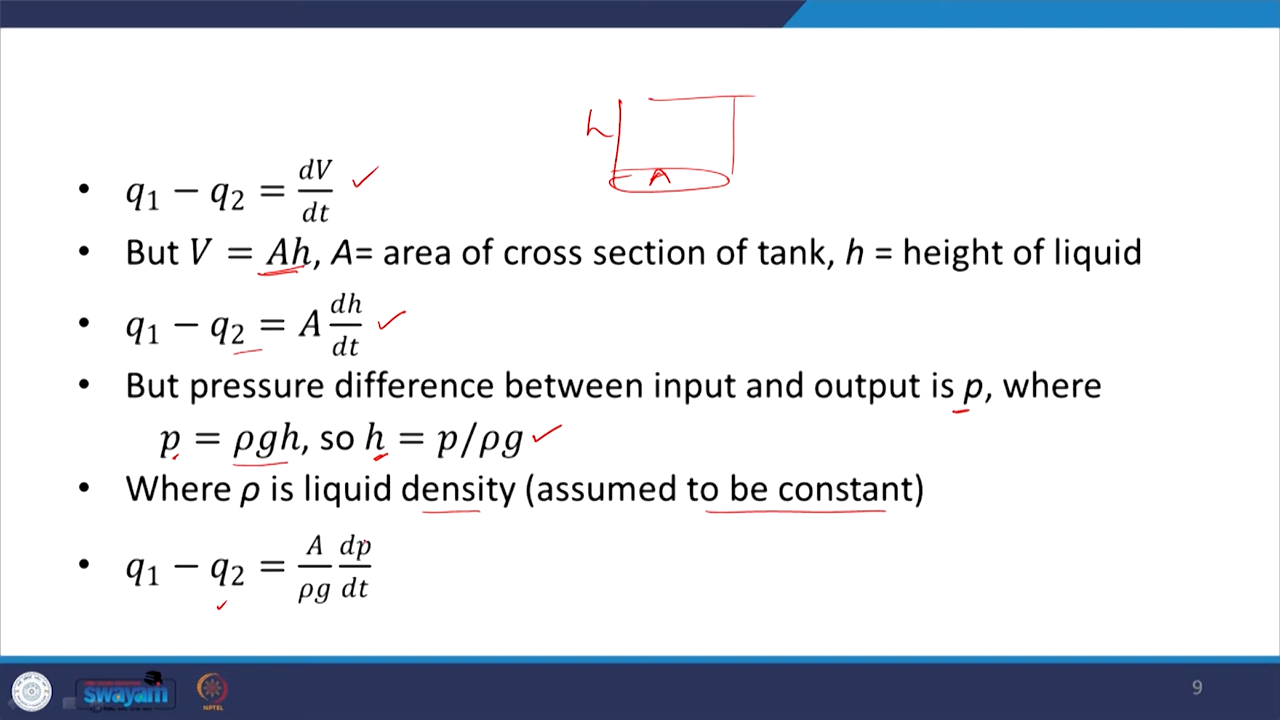 h
A
• q₁ − q₂ = dV/dt ✓
• But V = Ah, A= area of cross section of tank, h = height of liquid
• q₁ − q₂ = A dh/dt ✓
• But pressure difference between input and output is p, where
p = ρgh, so h = p/ρg ✓
• Where ρ is liquid density (assumed to be constant)
• q₁ − q₂ = A/ρg dp/dt
swayam
NPTEL
9